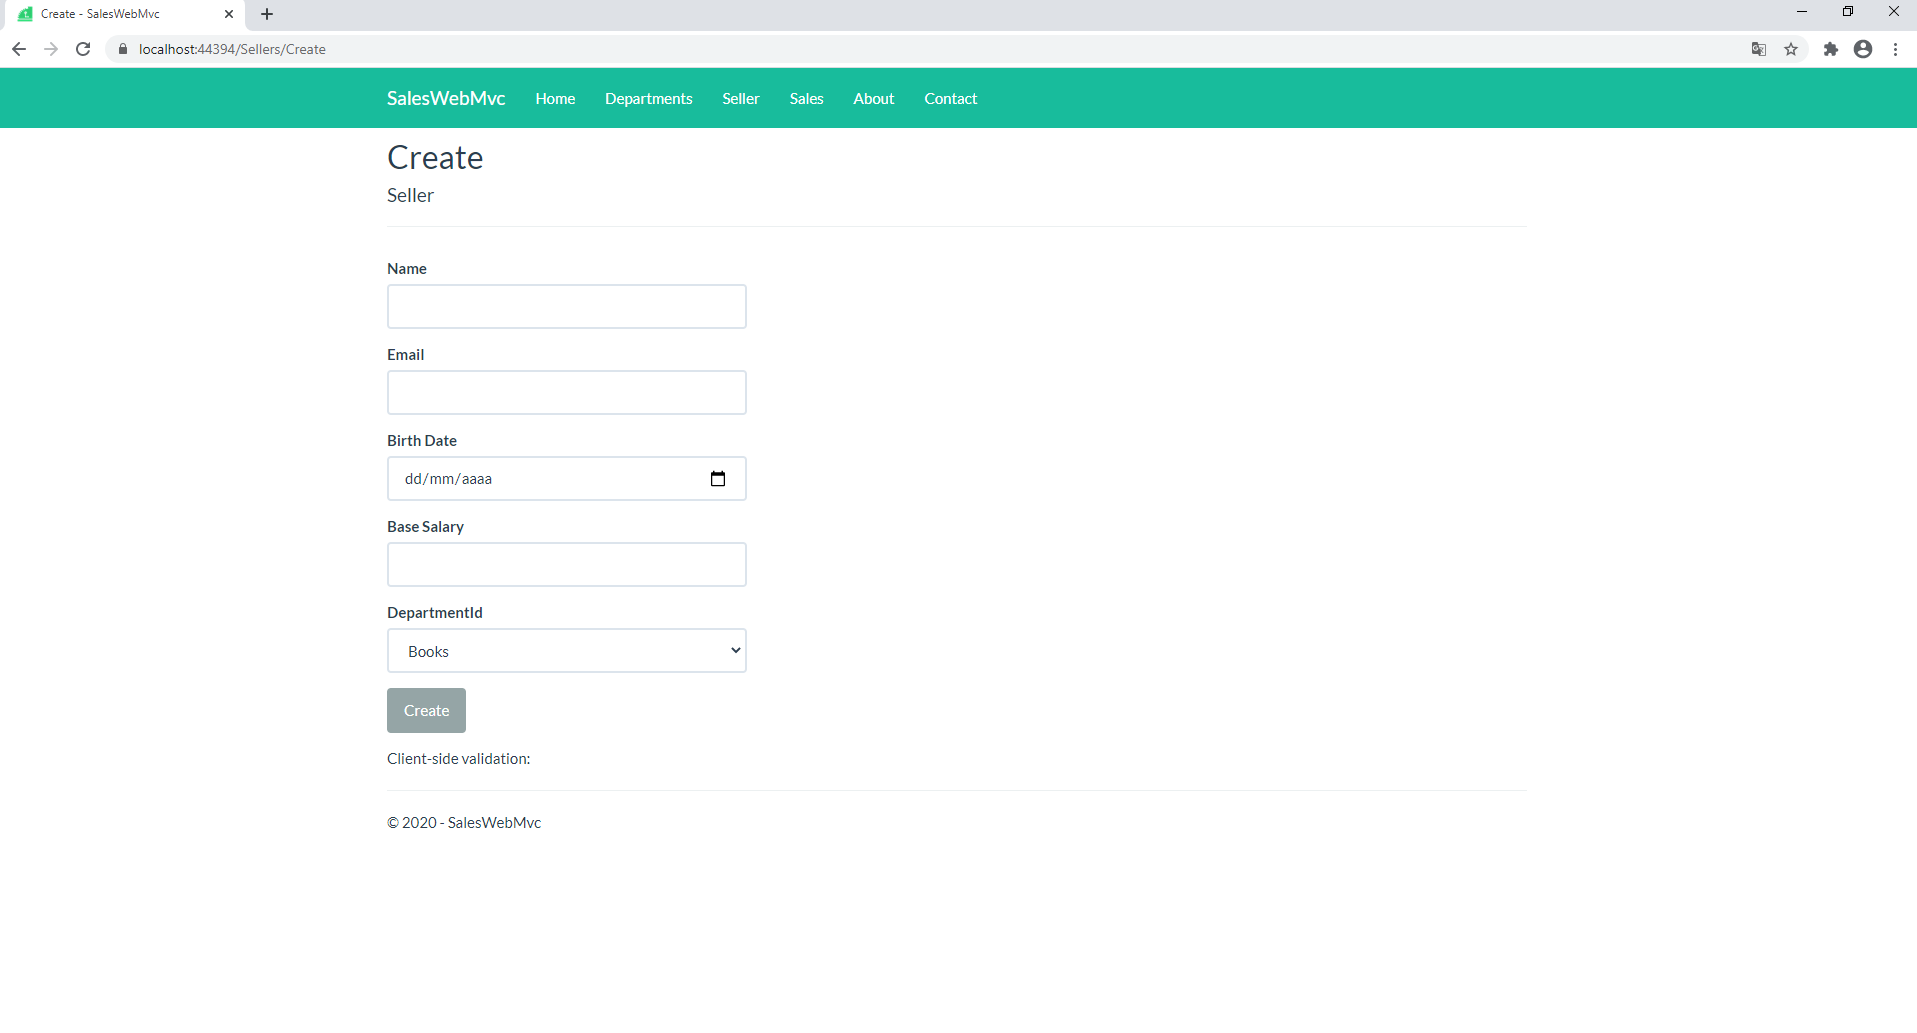 Create - SalesWebMvc
localhost:44394/Sellers/Create
SalesWebMvc Home Departments Seller Sales About Contact
Create
Seller
Name
Email
Birth Date
dd/mm/aaaa
Base Salary
DepartmentId
Books
Create
Client-side validation:
© 2020 - SalesWebMvc